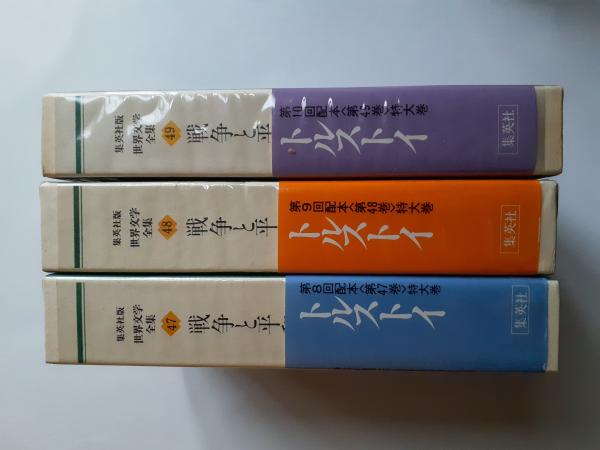 集英社版
世界文学
全集
49
戦争と平
第10回配本<第49巻>特大巻
トルストイ
集英社
集英社版
世界文学
全集
48
戦争と平
第9回配本<第48巻>特大巻
トルストイ
集英社
集英社版
世界文学
全集
47
戦争と平
第8回配本<第47巻>特大巻
トルストイ
集英社